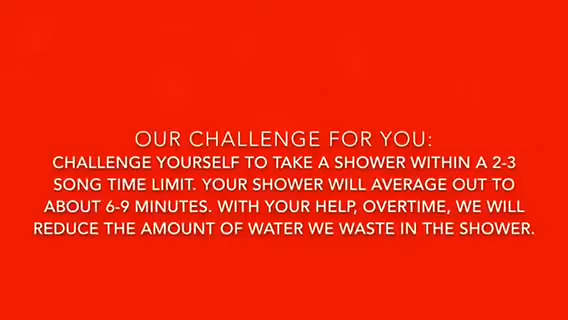 OUR CHALLENGE FOR YOU:
CHALLENGE YOURSELF TO TAKE A SHOWER WITHIN A 2-3
SONG TIME LIMIT. YOUR SHOWER WILL AVERAGE OUT TO
ABOUT 6-9 MINUTES. WITH YOUR HELP, OVERTIME, WE WILL
REDUCE THE AMOUNT OF WATER WE WASTE IN THE SHOWER.